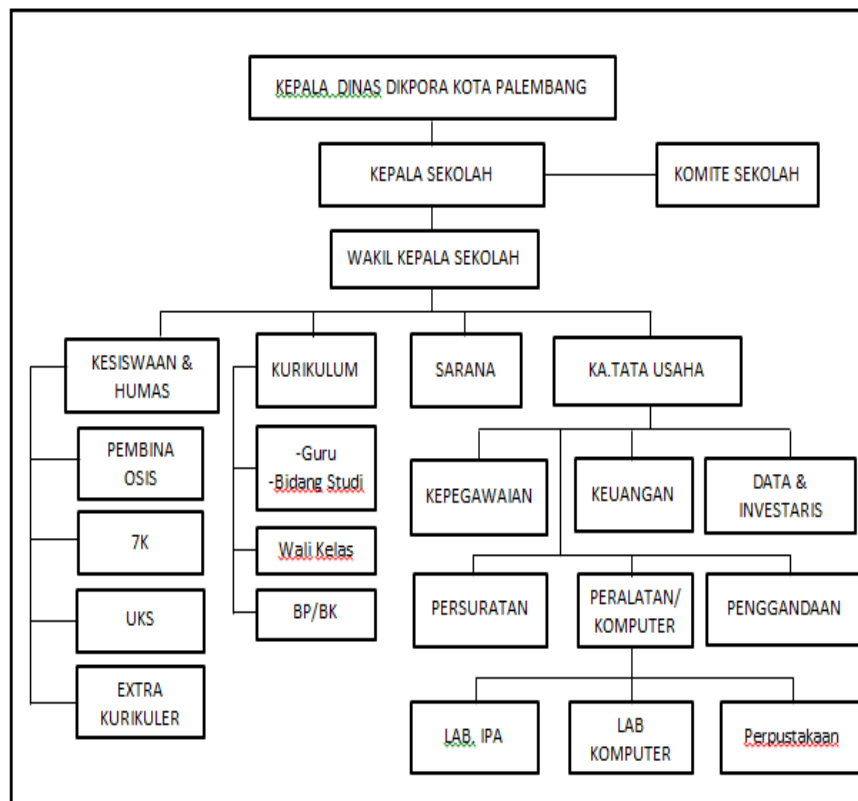 KEPALA  DINAS DIKPORA KOTA PALEMBANG
KEPALA SEKOLAH
KOMITE SEKOLAH
WAKIL KEPALA SEKOLAH
KESISWAAN &
HUMAS
KURIKULUM
SARANA
KA.TATA USAHA
PEMBINA
OSIS
7K
UKS
EXTRA
KURIKULER
-Guru
-Bidang Studi
Wali Kelas
BP/BK
KEPEGAWAIAN
KEUANGAN
DATA &
INVESTARIS
PERSURATAN
PERALATAN/
KOMPUTER
PENGGANDAAN
LAB, IPA
LAB
KOMPUTER
Perpustakaan